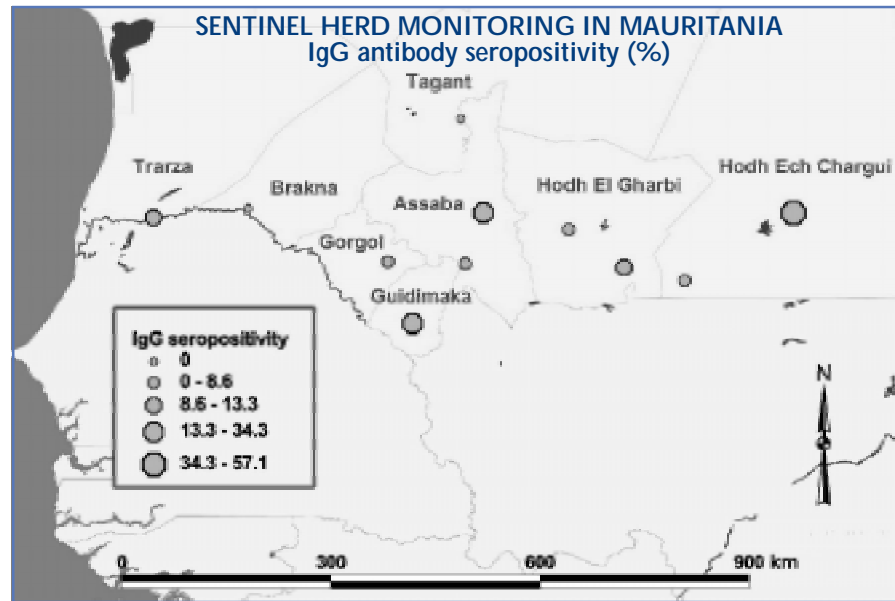 SENTINEL HERD MONITORING IN MAURITANIA
IgG antibody seropositivity (%)
Tagant
Trarza
Brakna
Hodh El Gharbi
Hodh Ech Chargui
Assaba
Gorgol
Guidimaka
IgG seropositivity
0
0 - 8.6
8.6 - 13.3
13.3 - 34.3
34.3 - 57.1
N
0 300 600 900 km